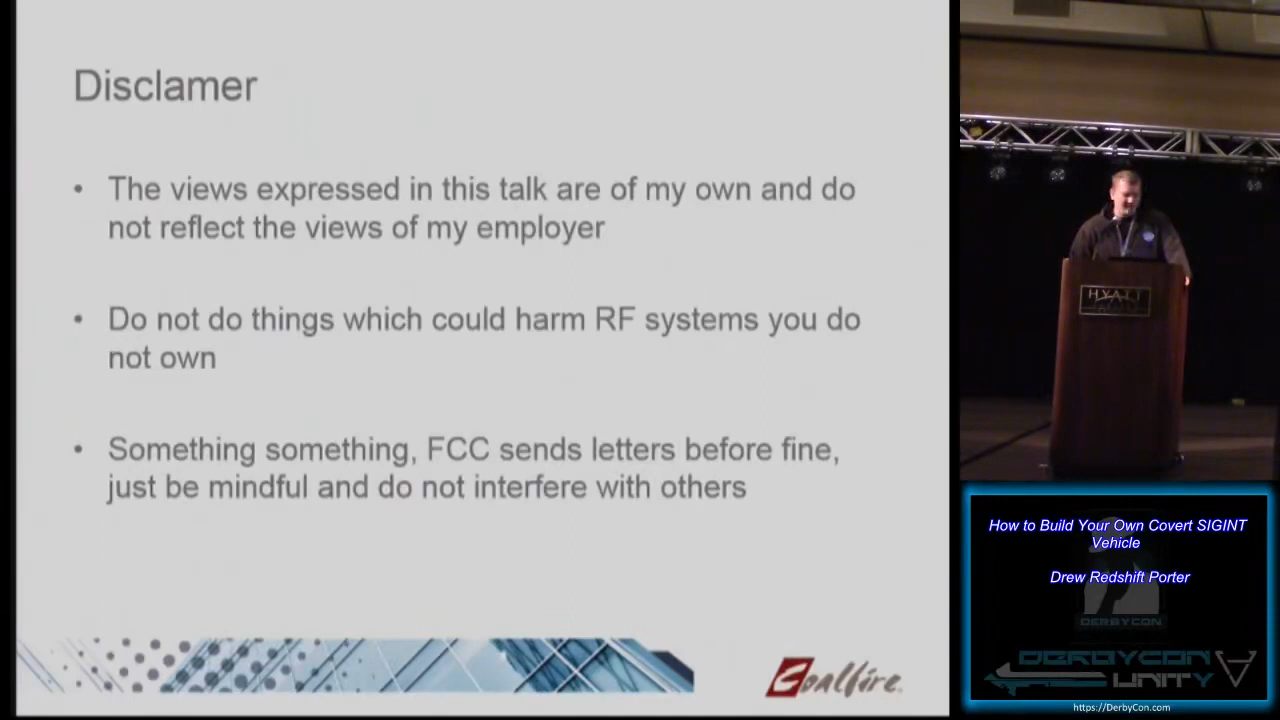 Disclamer
• The views expressed in this talk are of my own and do
not reflect the views of my employer
• Do not do things which could harm RF systems you do
not own
• Something something, FCC sends letters before fine,
just be mindful and do not interfere with others
Coalfire.
HYATT
How to Build Your Own Covert SIGINT
Vehicle
Drew Redshift Porter
DERBYCON
DERBYCON
UNITY
https://DerbyCon.com